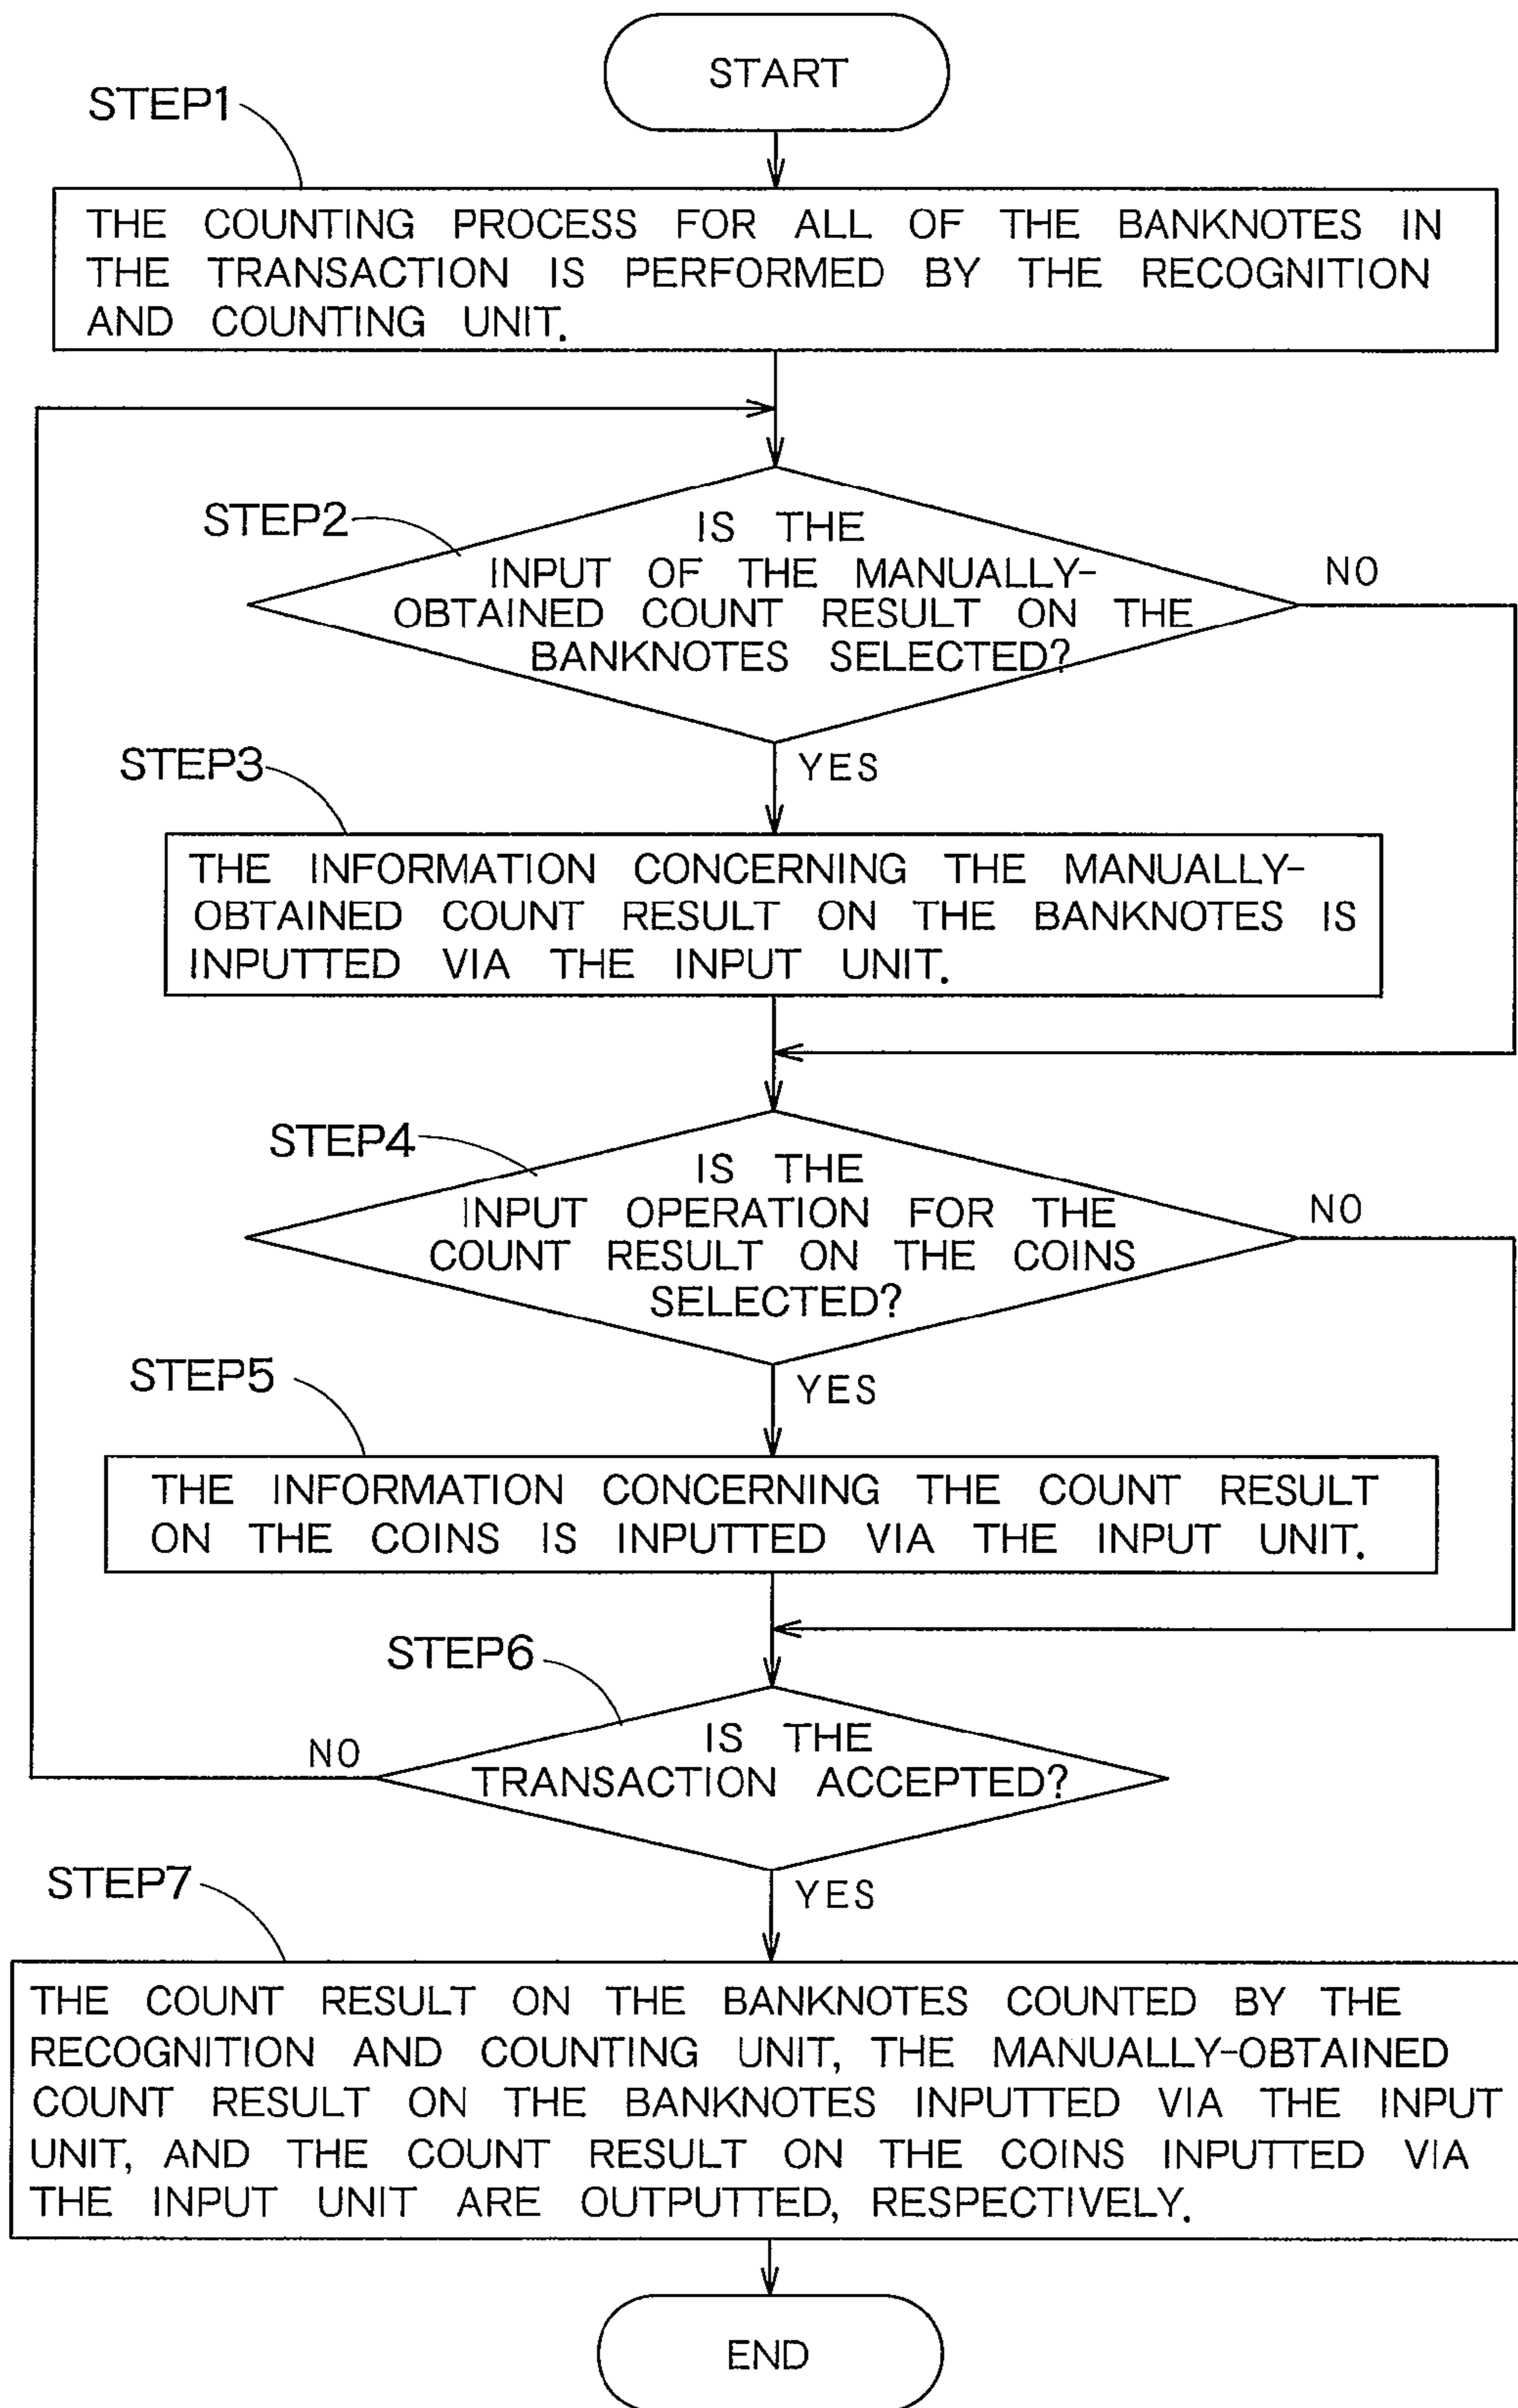 START
STEP1
THE COUNTING PROCESS FOR ALL OF THE BANKNOTES IN
THE TRANSACTION IS PERFORMED BY THE RECOGNITION
AND COUNTING UNIT.
STEP2
IS THE
INPUT OF THE MANUALLY-
OBTAINED COUNT RESULT ON THE
BANKNOTES SELECTED?
NO
YES
STEP3
THE INFORMATION CONCERNING THE MANUALLY-
OBTAINED COUNT RESULT ON THE BANKNOTES IS
INPUTTED VIA THE INPUT UNIT.
STEP4
IS THE
INPUT OPERATION FOR THE
COUNT RESULT ON THE COINS
SELECTED?
NO
YES
STEP5
THE INFORMATION CONCERNING THE COUNT RESULT
ON THE COINS IS INPUTTED VIA THE INPUT UNIT.
STEP6
IS THE
TRANSACTION ACCEPTED?
NO
YES
STEP7
THE COUNT RESULT ON THE BANKNOTES COUNTED BY THE
RECOGNITION AND COUNTING UNIT, THE MANUALLY-OBTAINED
COUNT RESULT ON THE BANKNOTES INPUTTED VIA THE INPUT
UNIT, AND THE COUNT RESULT ON THE COINS INPUTTED VIA
THE INPUT UNIT ARE OUTPUTTED, RESPECTIVELY.
END